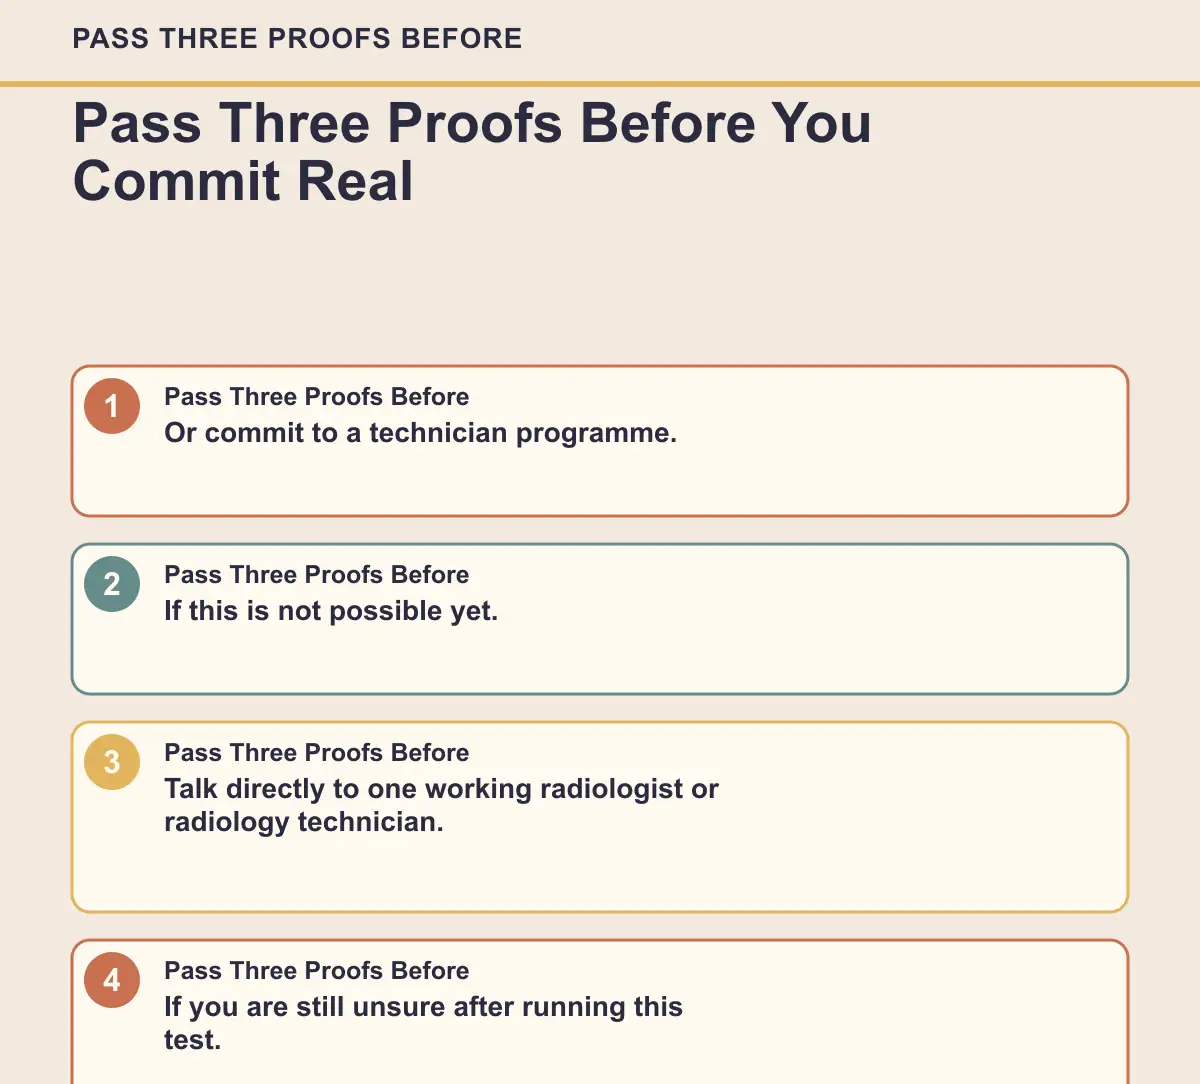 PASS THREE PROOFS BEFORE
Pass Three Proofs Before You
Commit Real
1
Pass Three Proofs Before
Or commit to a technician programme.
2
Pass Three Proofs Before
If this is not possible yet.
3
Pass Three Proofs Before
Talk directly to one working radiologist or
radiology technician.
4
Pass Three Proofs Before
If you are still unsure after running this
test.